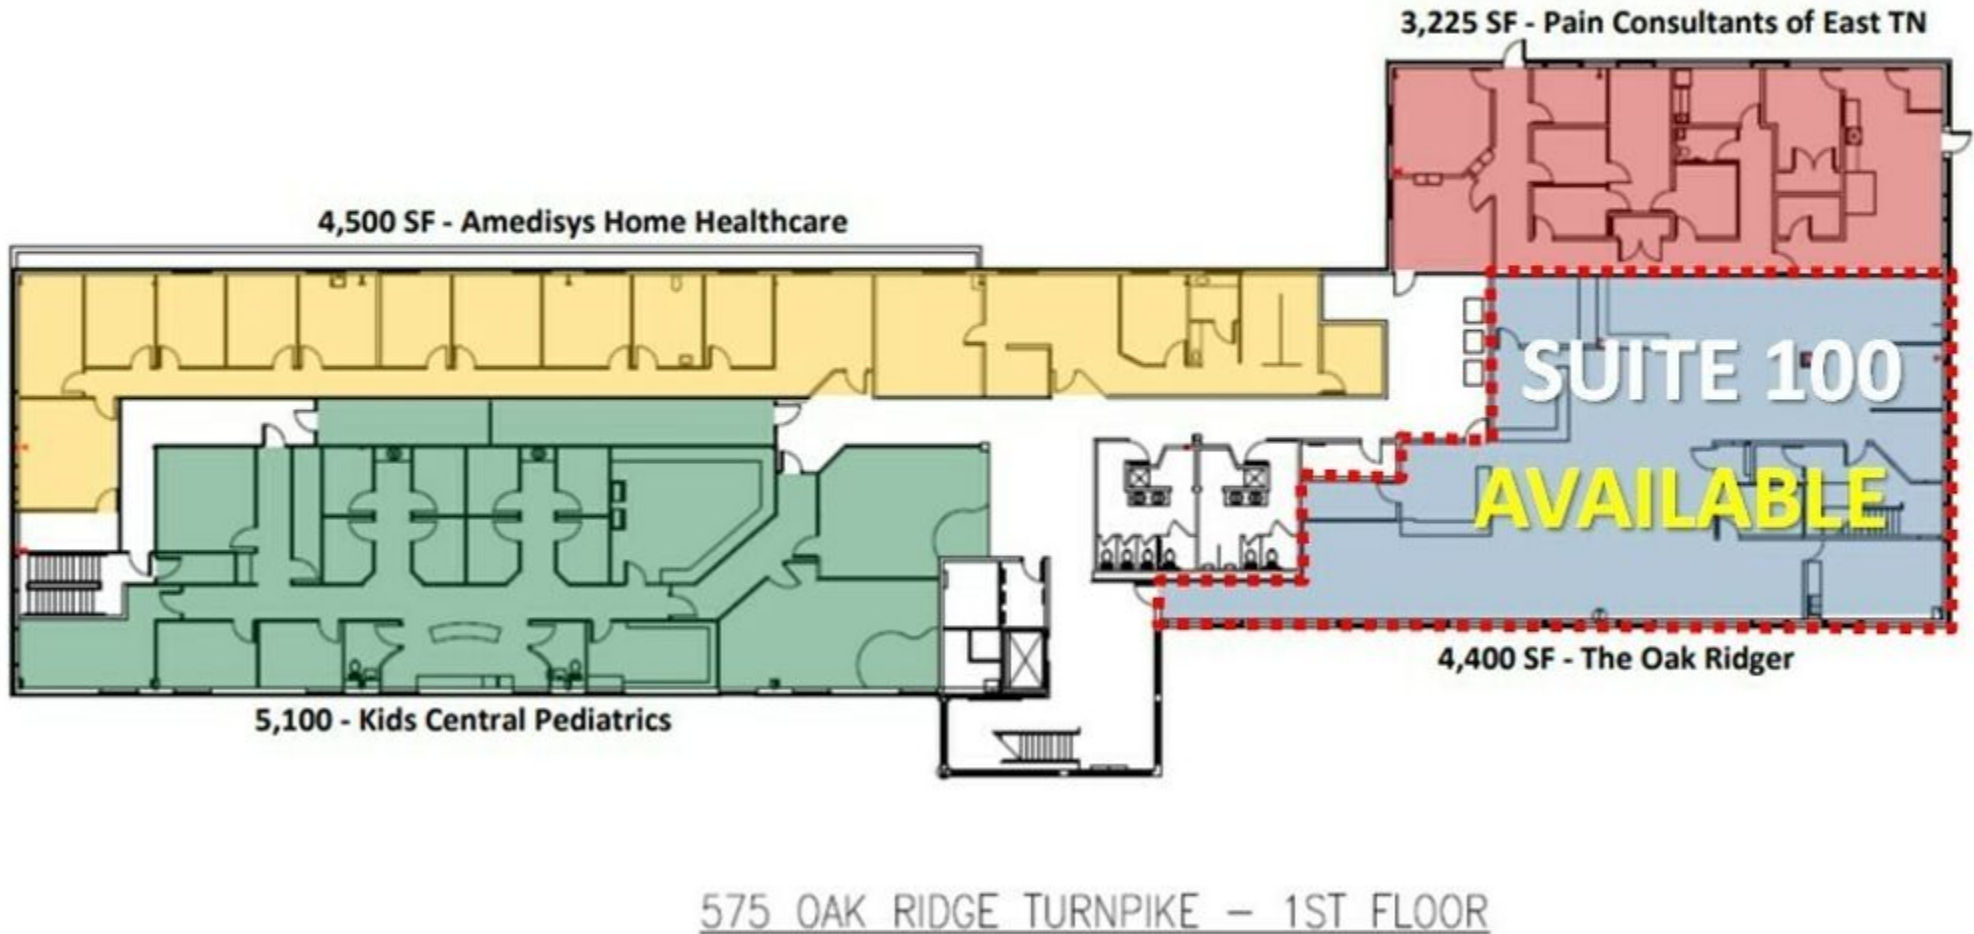 3,225 SF - Pain Consultants of East TN
4,500 SF - Amedisys Home Healthcare
SUITE 100
AVAILABLE
4,400 SF - The Oak Ridger
5,100 - Kids Central Pediatrics
575 OAK RIDGE TURNPIKE - 1ST FLOOR